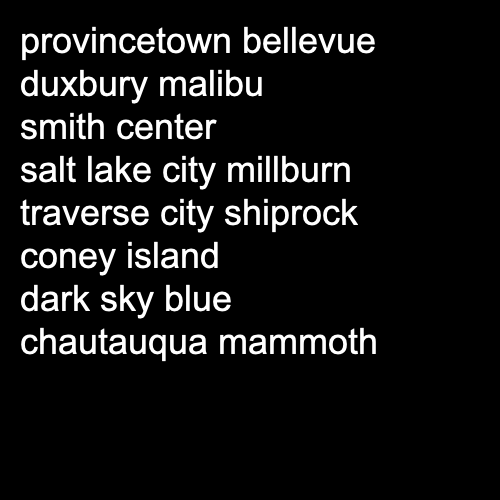 provincetown bellevue
duxbury malibu
smith center
salt lake city millburn
traverse city shiprock
coney island
dark sky blue
chautauqua mammoth